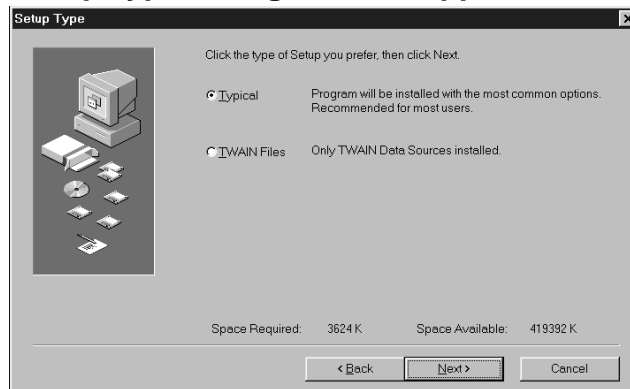 Setup Type
Click the type of Setup you prefer, then click Next.
Typical
Program will be installed with the most common options.
Recommended for most users.
TWAIN Files
Only TWAIN Data Sources installed.
Space Required: 3624 K Space Available: 419392 K
< Back Next > Cancel